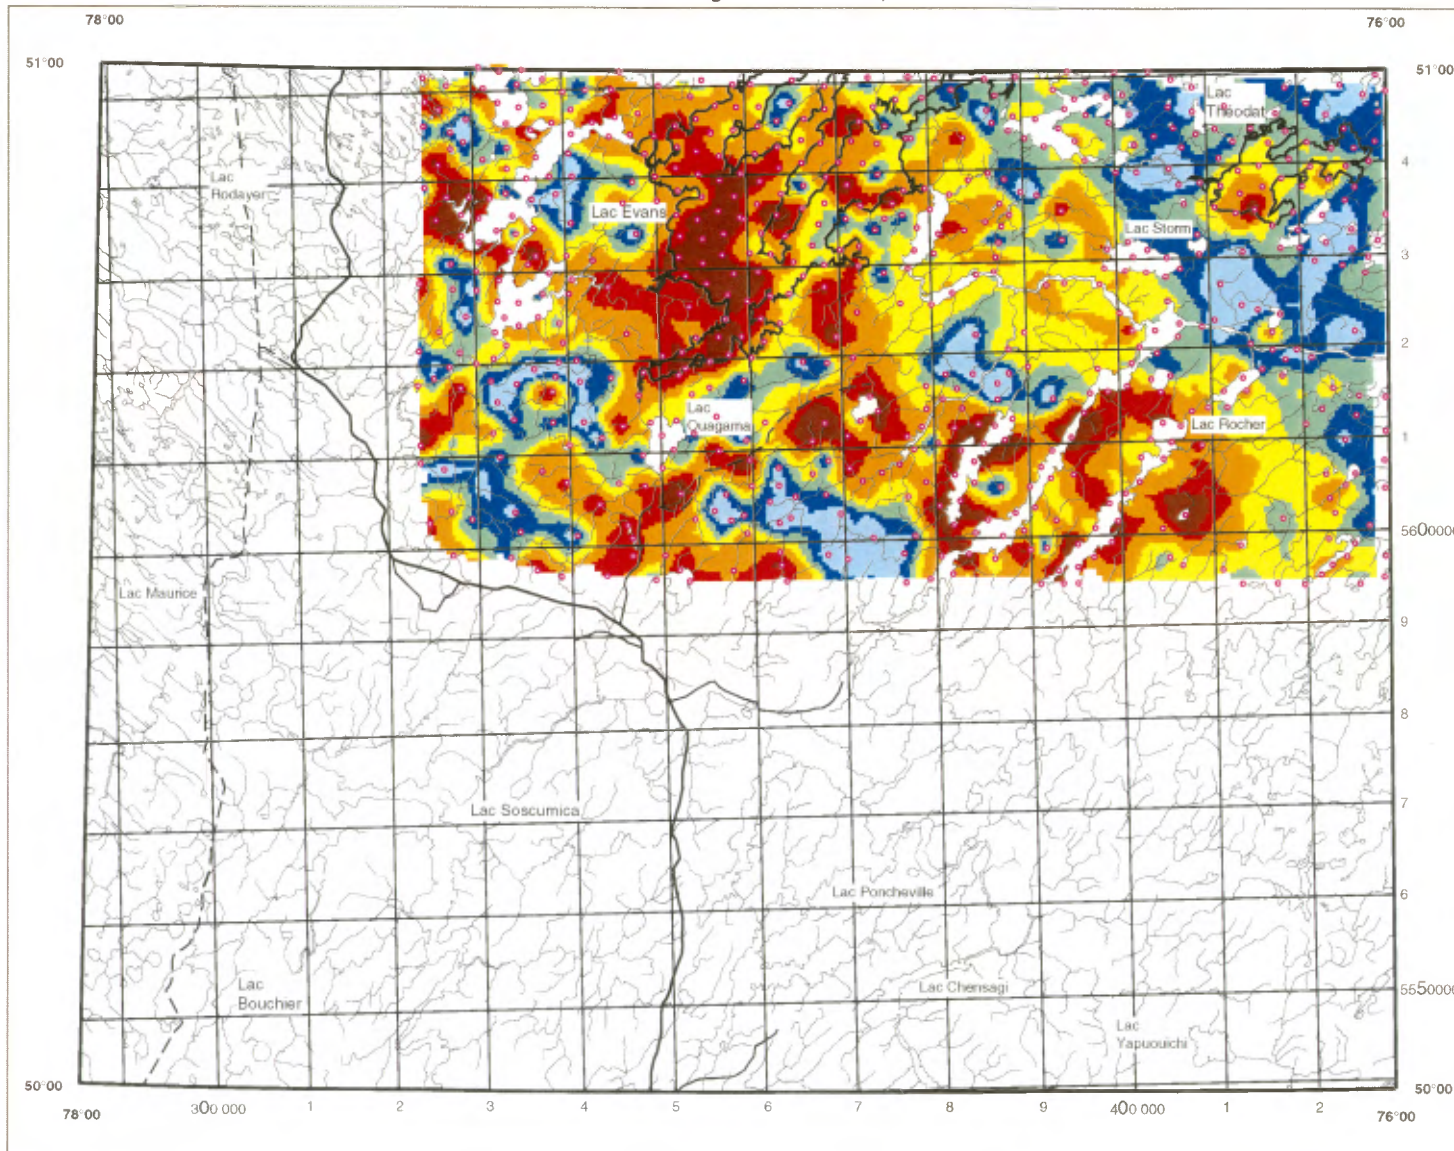 78°00
76°00
51°00
51°00
Lac
Théodat
4
Lac
Rodayer
Lac Evans
Lac Storm
3
2
Lac
Ouagama
Lac Rocher
1
5600000
Lac Maurice
9
8
Lac Soscumica
7
Lac Poncheville
6
Lac
Bouchier
Lac Chensagi
5550000
Lac
Yapuouichi
50°00
50°00
78°00
300 000
1
2
3
4
5
6
7
8
9
400 000
1
2
76°00